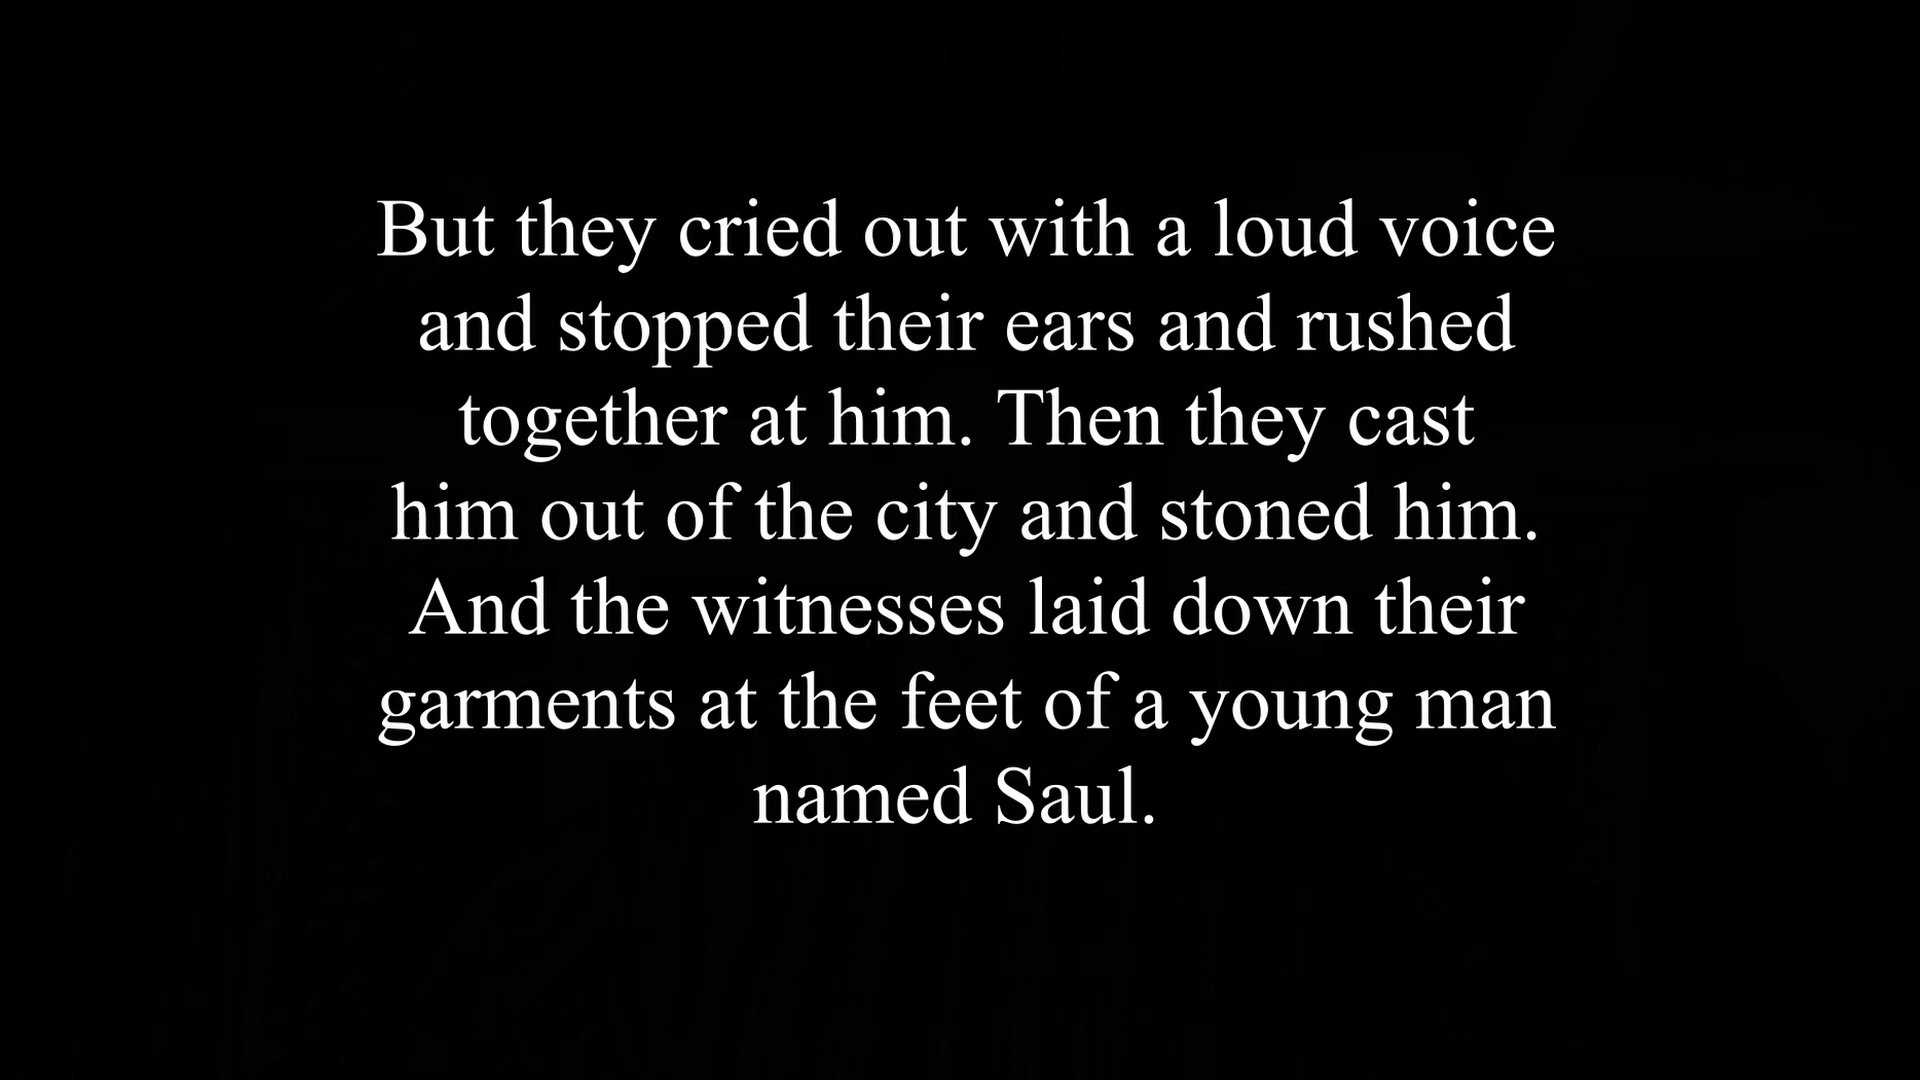 But they cried out with a loud voice
and stopped their ears and rushed
together at him. Then they cast
him out of the city and stoned him.
And the witnesses laid down their
garments at the feet of a young man
named Saul.